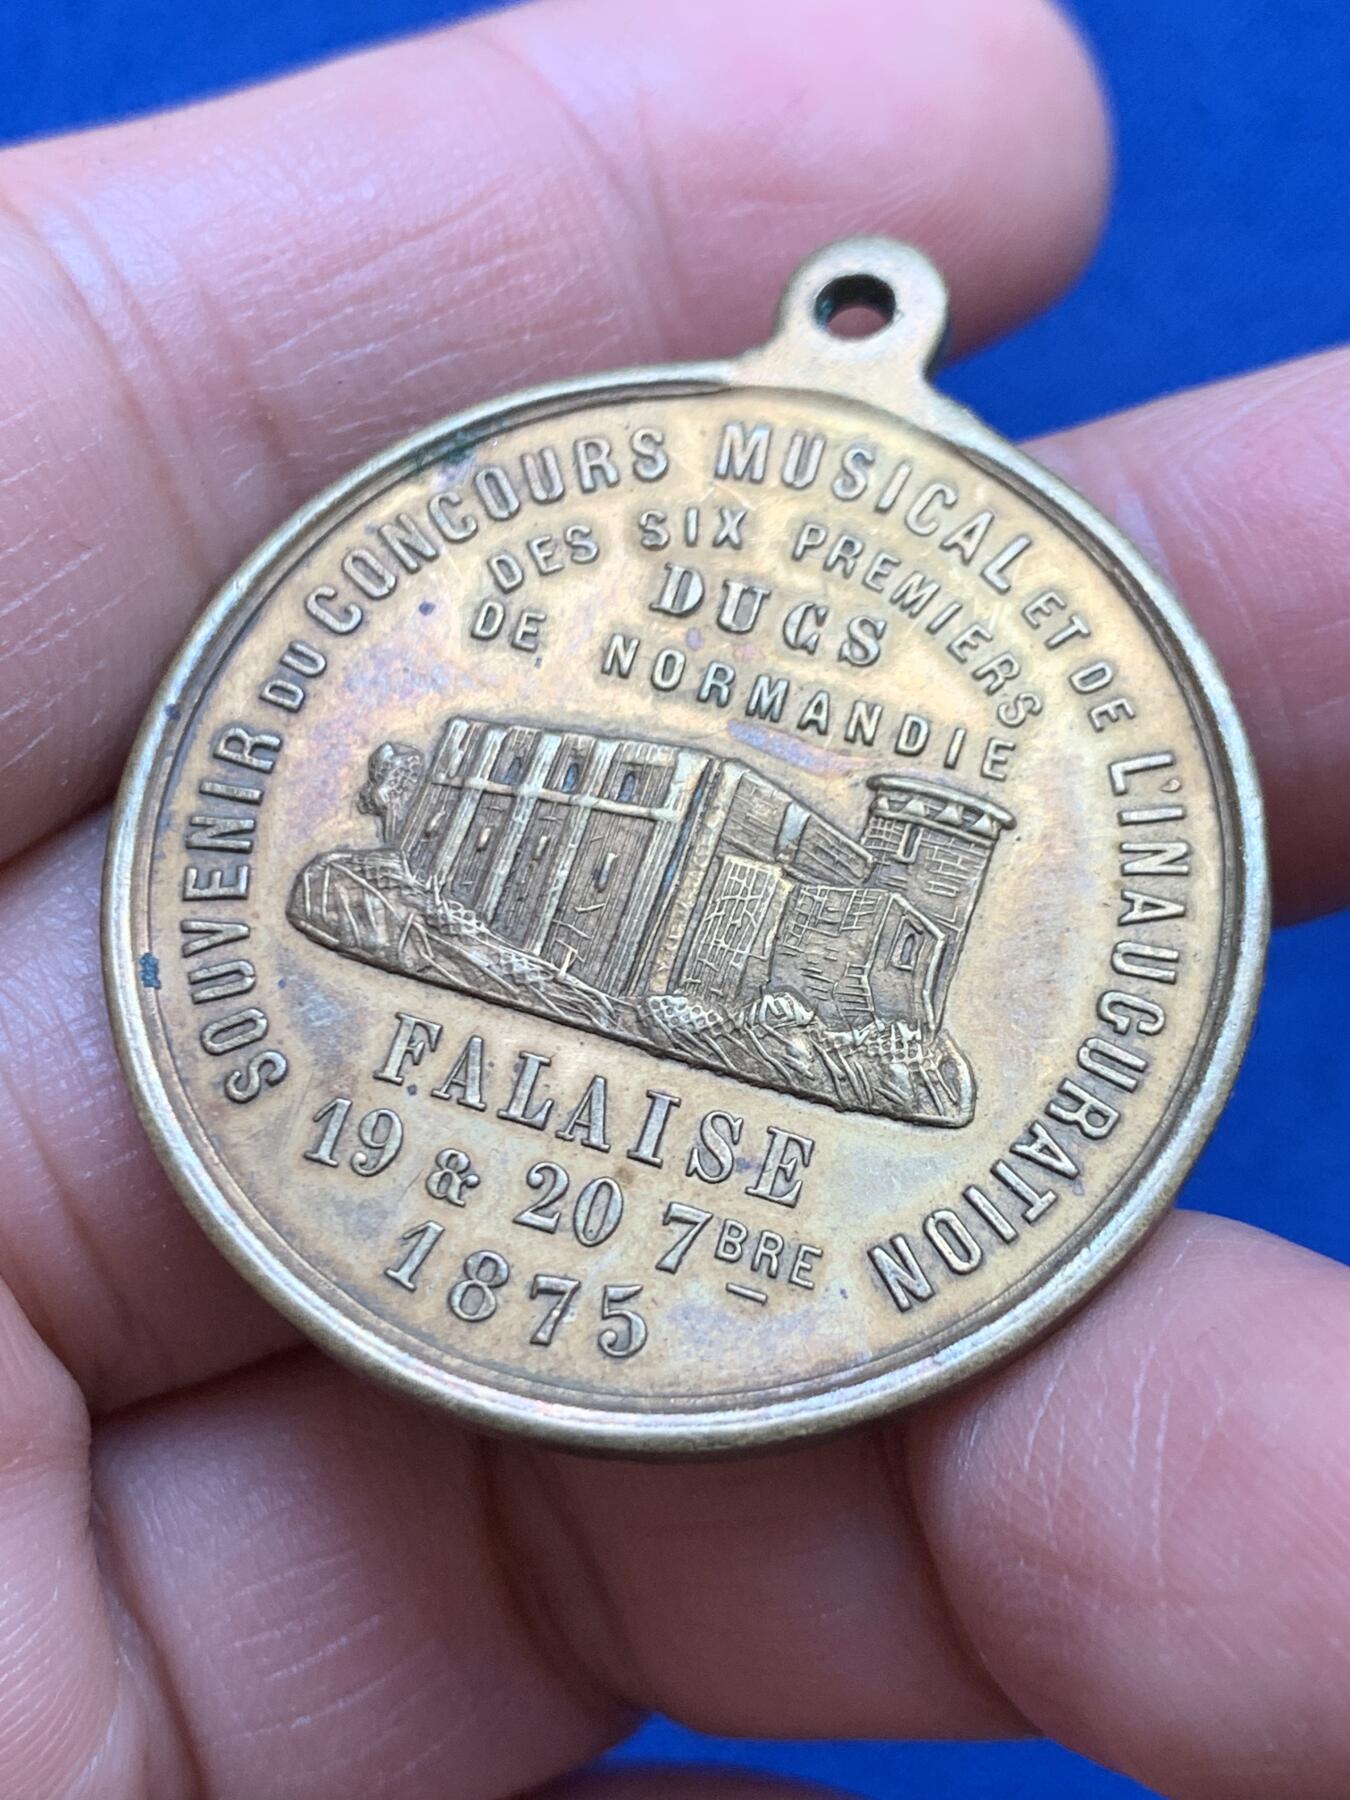 SOUVENIR DU CONCOURS MUSICAL ET DE L'INAUGURATION
DES SIX PREMIERS
DUCS
DE NORMANDIE
FALAISE
19 & 20 7BRE
1875